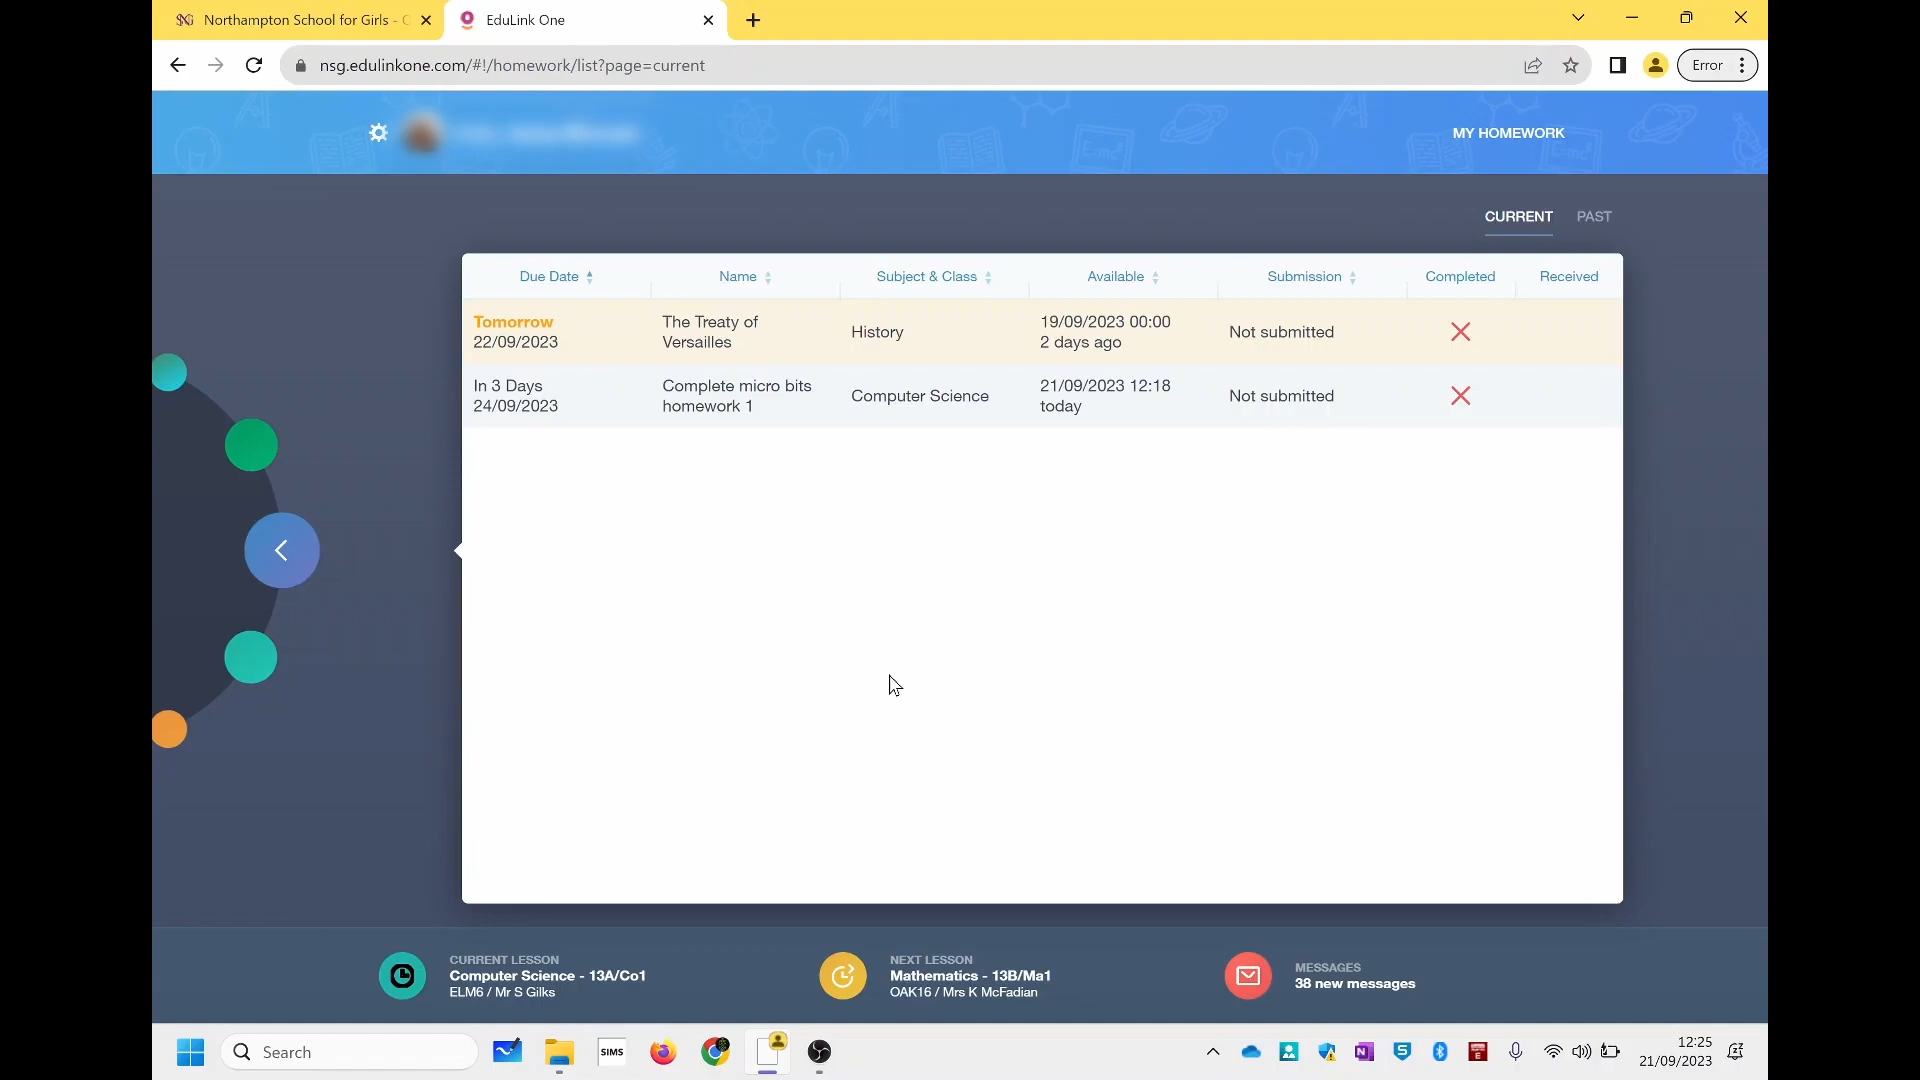 Northampton School for Girls - C
EduLink One
nsg.edulinkone.com/#!/homework/list?page=current
Error
MY HOMEWORK
CURRENT PAST
Due Date Name Subject & Class Available Submission Completed Received
Tomorrow
22/09/2023
The Treaty of
Versailles
History
19/09/2023 00:00
2 days ago
Not submitted
In 3 Days
24/09/2023
Complete micro bits
homework 1
Computer Science
21/09/2023 12:18
today
Not submitted
CURRENT LESSON
Computer Science - 13A/Co1
ELM6 / Mr S Gilks
NEXT LESSON
Mathematics - 13B/Ma1
OAK16 / Mrs K McFadian
MESSAGES
38 new messages
Search
SIMS
12:25
21/09/2023